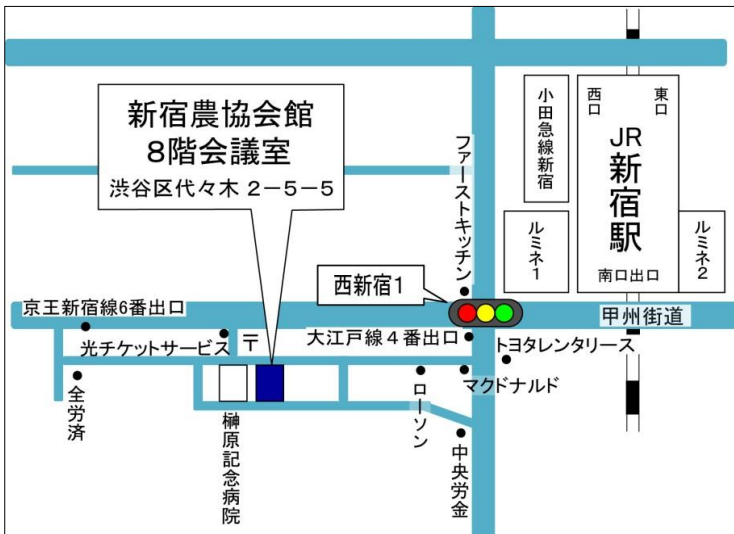 新宿農協会館
8階会議室
渋谷区代々木 2－5－5
ファーストキッチン
小田急線新宿
西口
東口
JR新宿駅
南口出口
ルミネ1
ルミネ2
西新宿1
京王新宿線6番出口
甲州街道
光チケットサービス
〒
大江戸線４番出口
トヨタレンタリース
マクドナルド
ローソン
全労済
榊原記念病院
中央労金